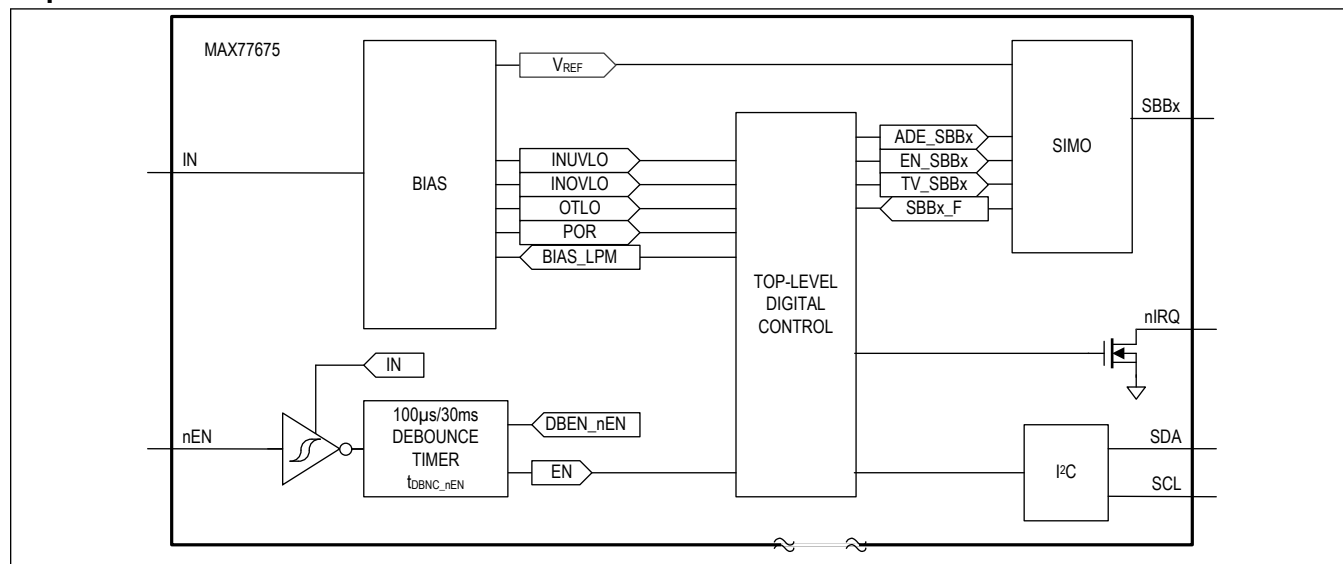 MAX77675
VREF
SBBx
ADE_SBBx
IN
INUVLO
EN_SBBx
SIMO
BIAS
INOVLO
TV_SBBx
OTLO
SBBx_F
POR
BIAS_LPM
TOP-LEVEL
DIGITAL
CONTROL
nIRQ
IN
100µs/30ms
DEBOUNCE
TIMER
tDBNC_nEN
DBEN_nEN
nEN
EN
I²C
SDA
SCL